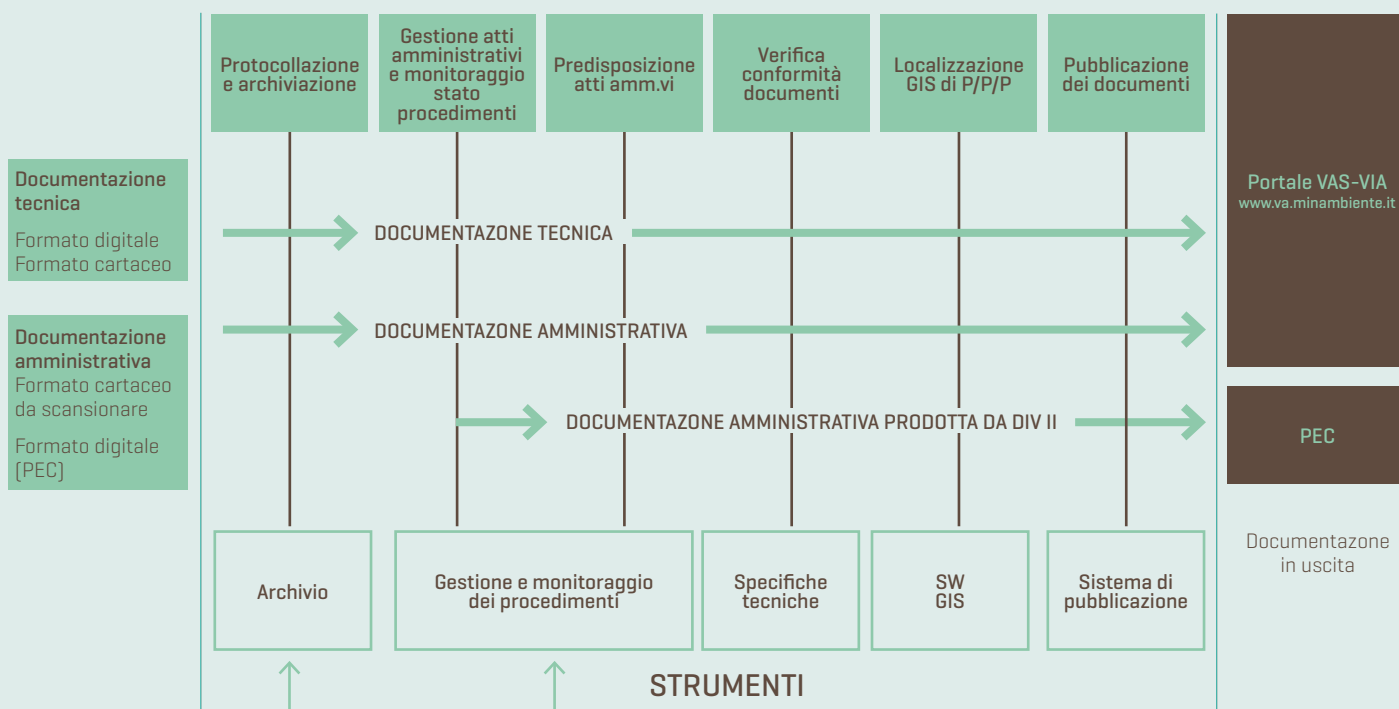 Protocollazione
e archiviazione
Gestione atti
amministrativi
e monitoraggio
stato
procedimenti
Predisposizione
atti amm.vi
Verifica
conformità
documenti
Localizzazione
GIS di P/P/P
Pubblicazione
dei documenti
Documentazione
tecnica
Formato digitale
Formato cartaceo
DOCUMENTAZONE TECNICA
Portale VAS-VIA
www.va.minambiente.it
Documentazione
amministrativa
Formato cartaceo
da scansionare
Formato digitale
(PEC)
DOCUMENTAZONE AMMINISTRATIVA
DOCUMENTAZONE AMMINISTRATIVA PRODOTTA DA DIV II
PEC
Documentazone
in uscita
Archivio
Gestione e monitoraggio
dei procedimenti
Specifiche
tecniche
SW
GIS
Sistema di
pubblicazione
STRUMENTI